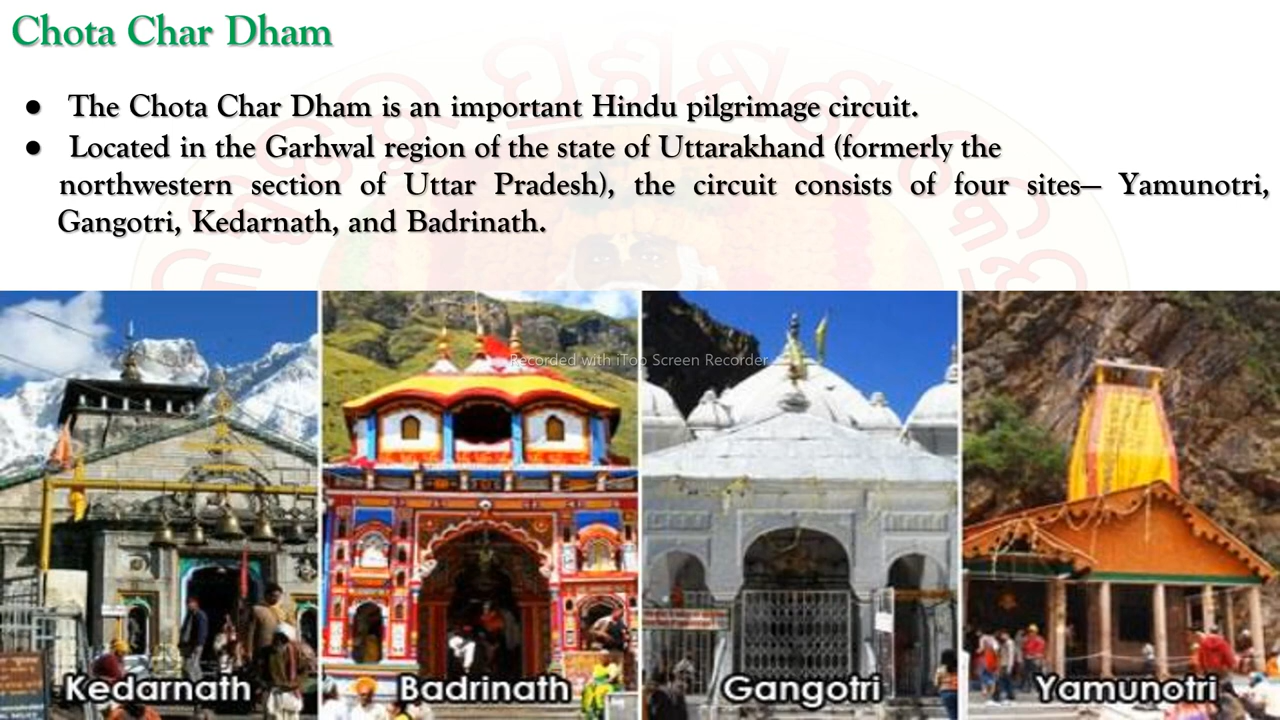 Chota Char Dham
● The Chota Char Dham is an important Hindu pilgrimage circuit.
● Located in the Garhwal region of the state of Uttarakhand (formerly the
northwestern section of Uttar Pradesh), the circuit consists of four sites— Yamunotri,
Gangotri, Kedarnath, and Badrinath.
Recorded with iTop Screen Recorder
Kedarnath
Badrinath
Gangotri
Yamunotri